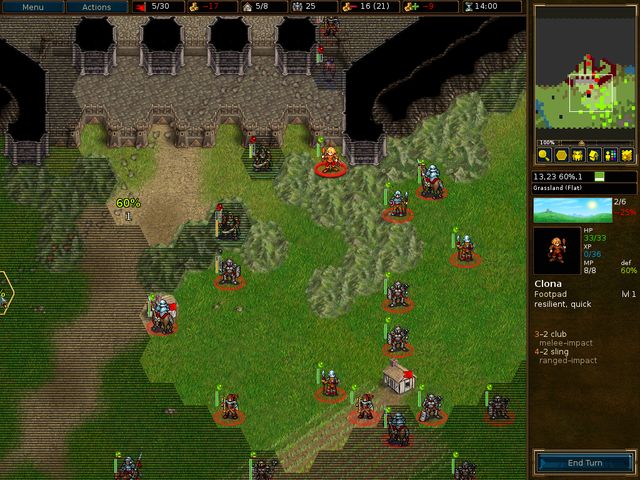 Menu
Actions
5/30
-17
5/8
25
16 (21)
-9
14:00
60%
1
100%
13,23 60%,1
Grassland (Flat)
2/6
-25%
HP
33/33
XP
0/36
MP
8/8
def
60%
Clona
Footpad
lvl 1
resilient, quick
3-2 club
melee-impact
4-2 sling
ranged-impact
End Turn